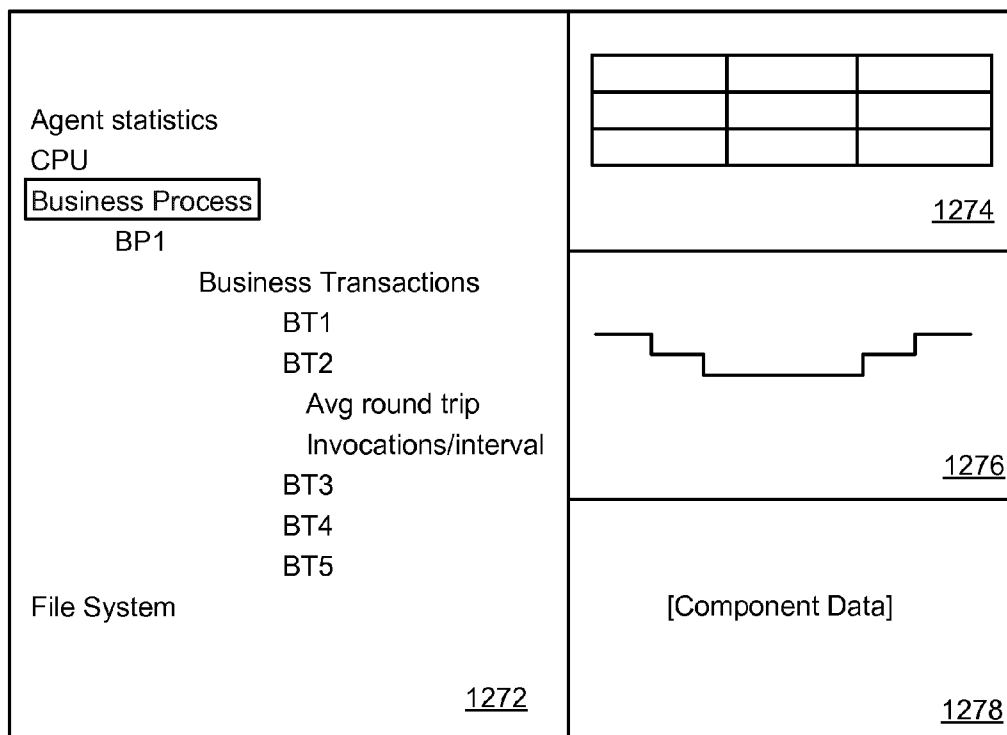 Agent statistics
CPU
Business Process
BP1
Business Transactions
BT1
BT2
Avg round trip
Invocations/interval
BT3
BT4
BT5
File System
1272
1274
1276
[Component Data]
1278